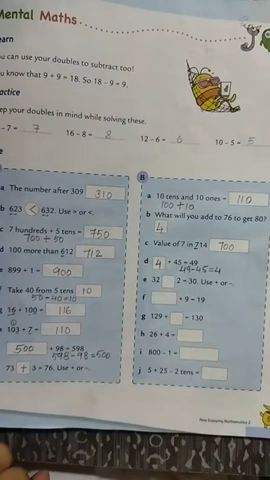 Mental Maths
earn
ou can use your doubles to subtract too!
ou know that 9 + 9 = 18. So 18 – 9 = 9.
actice
eep your doubles in mind while solving these.
– 7 = 7 16 – 8 = 8 12 – 6 = 6 10 – 5 = 5
e
a The number after 309 310
b 623 < 632. Use > or <.
c 7 hundreds + 5 tens = 750
700 + 50
d 100 more than 612 712
e 899 + 1 = 900
f Take 40 from 5 tens 10
50 – 40 = 10
g 16 + 100 = 116
103 + 7 = 110
500 + 98 = 598
598 – 98 = 500
73 + 3 = 76. Use + or –.
B
a 10 tens and 10 ones = 110
100 + 10
b What will you add to 76 to get 80?
4
c Value of 7 in 714 700
d 4 + 45 = 49
49 – 45 = 4
e 32 2 = 30. Use + or –.
f + 9 = 19
g 129 + = 130
h 26 + 4 =
i 800 – 1 =
j 5 + 25 – 2 tens =
New Enjoying Mathematics 2